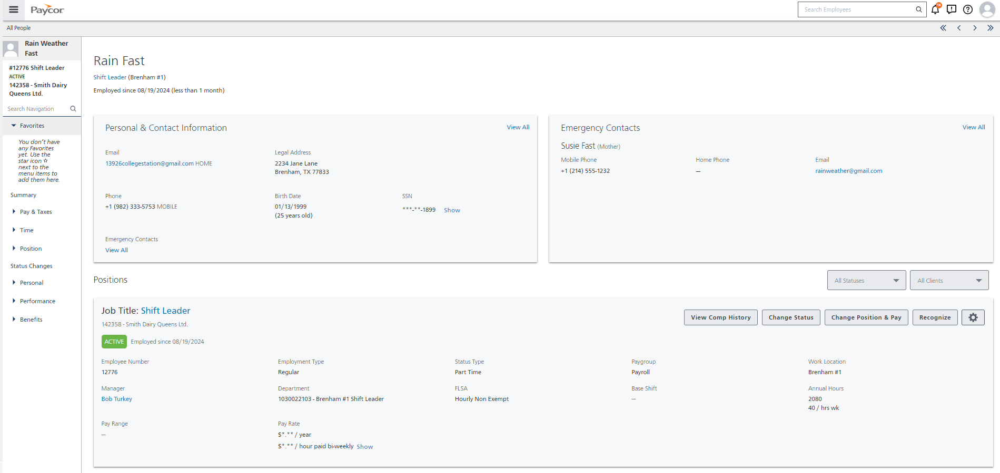 Paycor
Search Employees
14
All People
Rain Weather
Fast
#12776 Shift Leader
ACTIVE
142358 - Smith Dairy
Queens Ltd.
Search Navigation
Favorites
You don't have
any Favorites
yet. Use the
star icon ☆
next to the
menu items to
add them here.
Summary
Pay & Taxes
Time
Position
Status Changes
Personal
Performance
Benefits
Rain Fast
Shift Leader (Brenham #1)
Employed since 08/19/2024 (less than 1 month)
Personal & Contact Information
View All
Email
13926collegestation@gmail.com HOME
Legal Address
2234 Jane Lane
Brenham, TX 77833
Phone
+1 (982) 333-5753 MOBILE
Birth Date
01/13/1999
(25 years old)
SSN
***-**-1899 Show
Emergency Contacts
View All
Emergency Contacts
View All
Susie Fast (Mother)
Mobile Phone
+1 (214) 555-1232
Home Phone
—
Email
rainweather@gmail.com
Positions
All Statuses
All Clients
Job Title: Shift Leader
142358 - Smith Dairy Queens Ltd.
ACTIVE Employed since 08/19/2024
View Comp History
Change Status
Change Position & Pay
Recognize
Employee Number
12776
Employment Type
Regular
Status Type
Part Time
Paygroup
Payroll
Work Location
Brenham #1
Manager
Bob Turkey
Department
1030022103 - Brenham #1 Shift Leader
FLSA
Hourly Non Exempt
Base Shift
—
Annual Hours
2080
40 / hrs wk
Pay Range
—
Pay Rate
$*.** / year
$*.** / hour paid bi-weekly Show